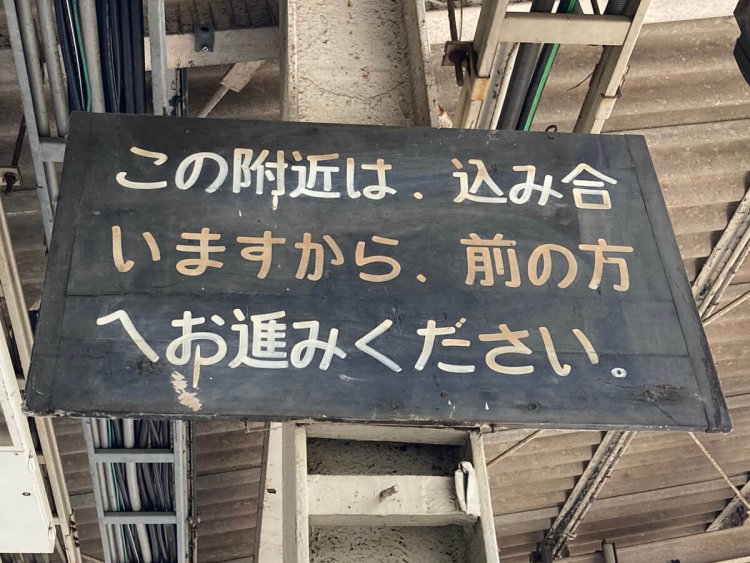 この附近は、込み合
いますから、前の方
へお進みください。